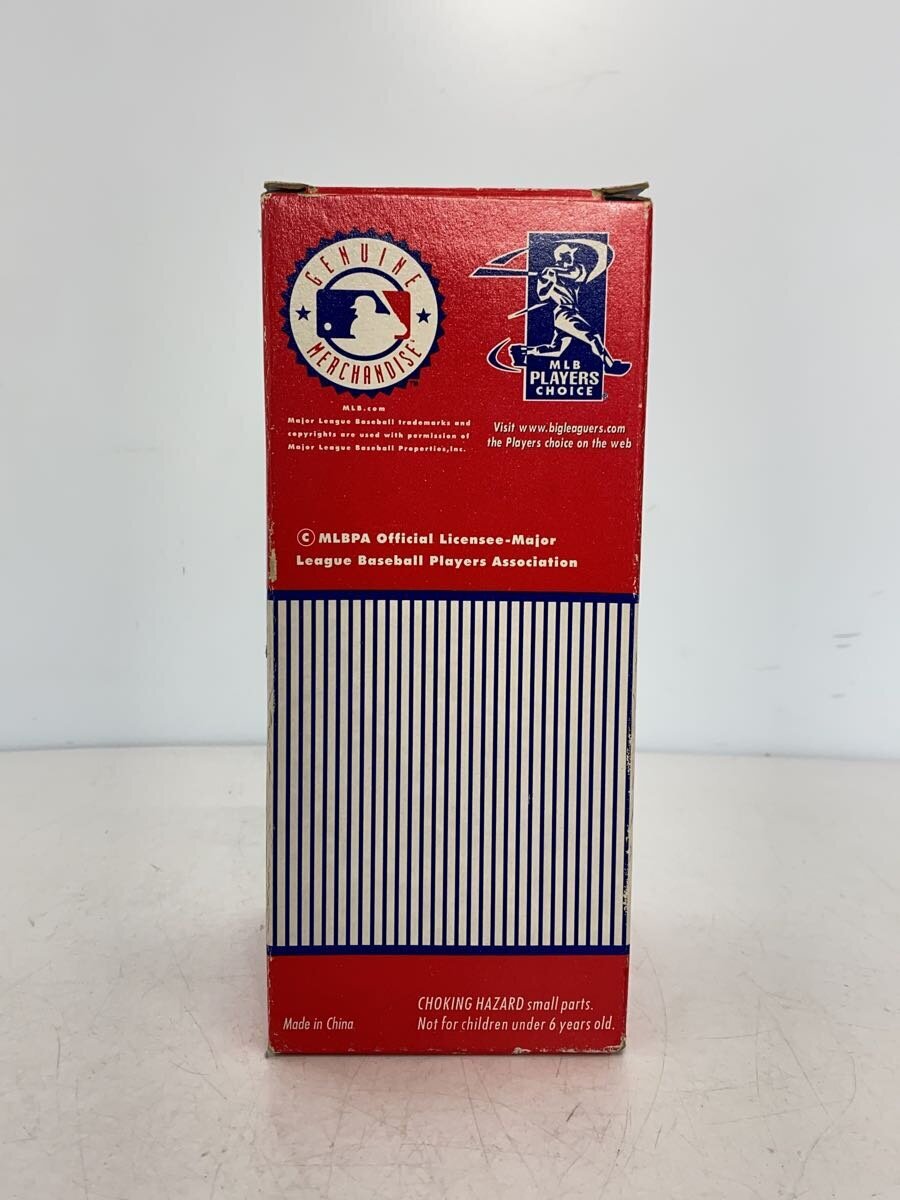 GENUINE
MERCHANDISE
TM
MLB
PLAYERS
CHOICE
MLB.com
Major League Baseball trademarks and
copyrights are used with permission of
Major League Baseball Properties,Inc.
Visit www.bigleaguers.com
the Players choice on the web
© MLBPA Official Licensee-Major
League Baseball Players Association
Made in China
CHOKING HAZARD small parts.
Not for children under 6 years old.